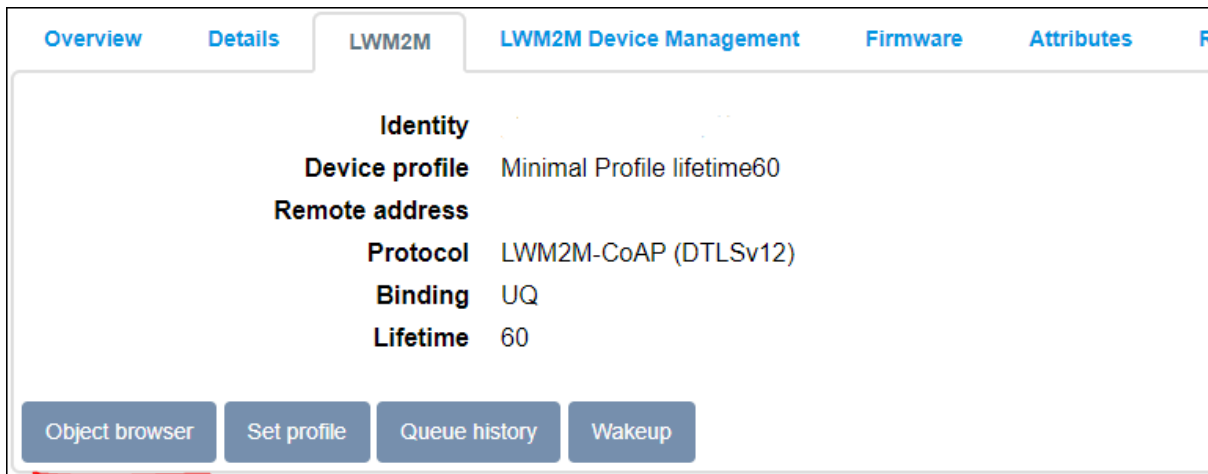 Overview Details LWM2M LWM2M Device Management Firmware Attributes
Identity
Device profile Minimal Profile lifetime60
Remote address
Protocol LWM2M-CoAP (DTLSv12)
Binding UQ
Lifetime 60
Object browser Set profile Queue history Wakeup